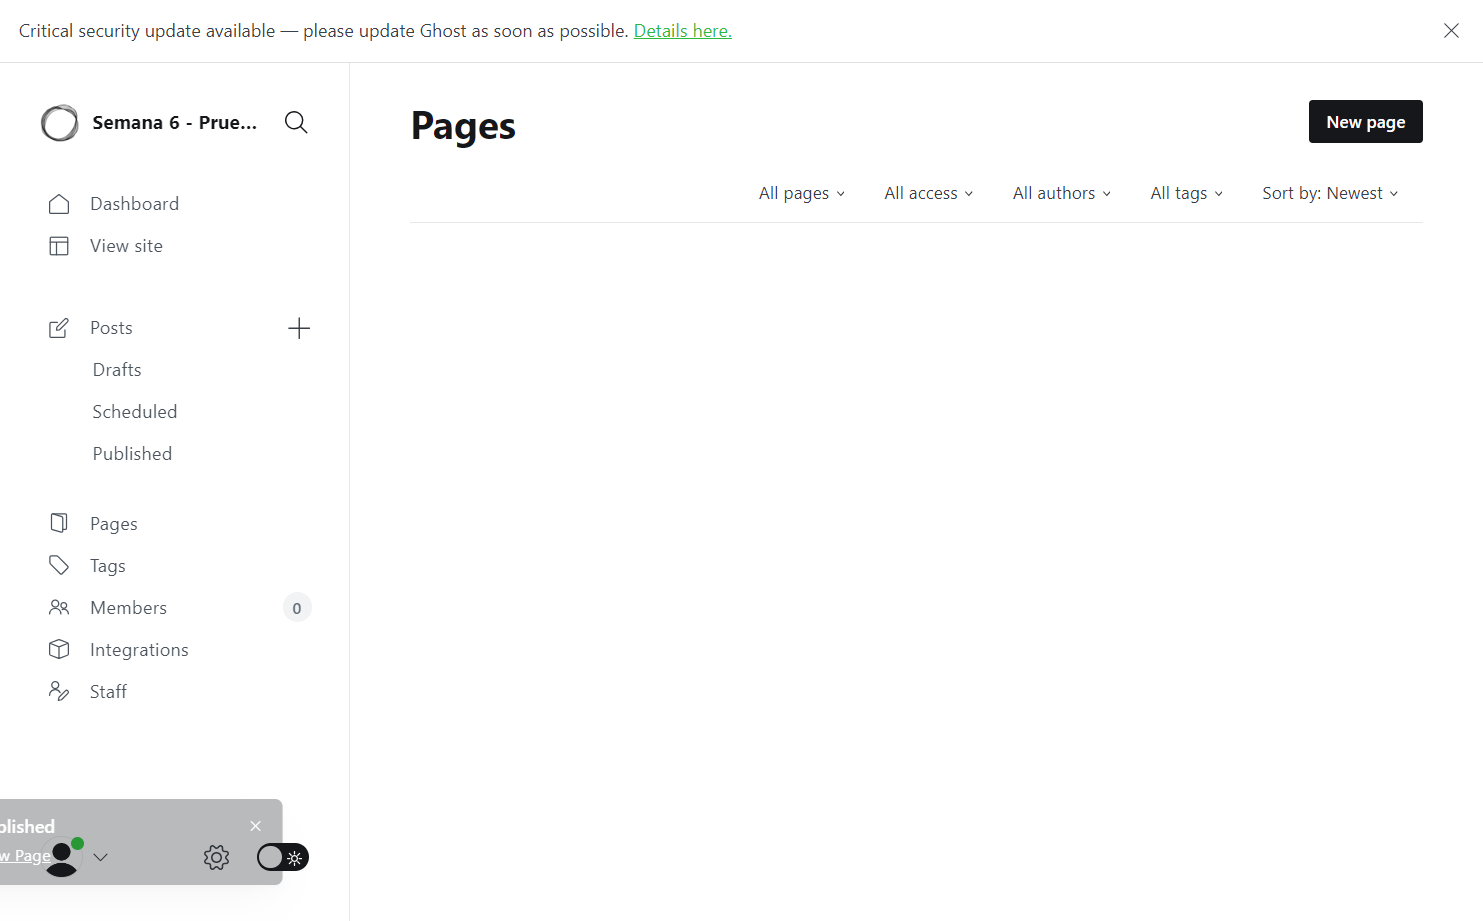 Critical security update available — please update Ghost as soon as possible. Details here.
Semana 6 - Prue...
Dashboard
View site
Posts
Drafts
Scheduled
Published
Pages
Tags
Members
0
Integrations
Staff
Pages
New page
All pages
All access
All authors
All tags
Sort by: Newest
blished
w Page